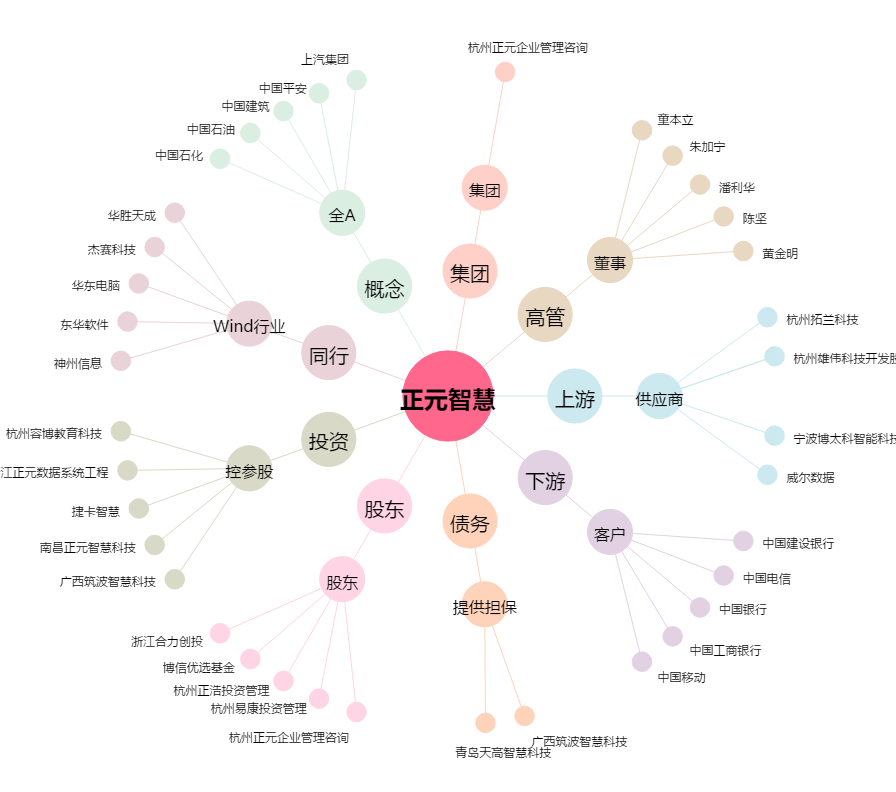 杭州正元企业管理咨询
上汽集团
中国平安
中国建筑
中国石油
中国石化
童本立
朱加宁
潘利华
陈坚
黄金明
集团
全A
华胜天成
杰赛科技
华东电脑
东华软件
神州信息
董事
概念
集团
高管
Wind行业
同行
杭州拓兰科技
杭州雄伟科技开发股
正元智慧
上游
供应商
投资
控参股
杭州容博教育科技
江正元数据系统工程
捷卡智慧
南昌正元智慧科技
广西筑波智慧科技
宁波博太科智能科技
威尔数据
股东
债务
下游
客户
中国建设银行
中国电信
中国银行
中国工商银行
中国移动
股东
提供担保
浙江合力创投
博信优选基金
杭州正浩投资管理
杭州易康投资管理
杭州正元企业管理咨询
广西筑波智慧科技
青岛天高智慧科技